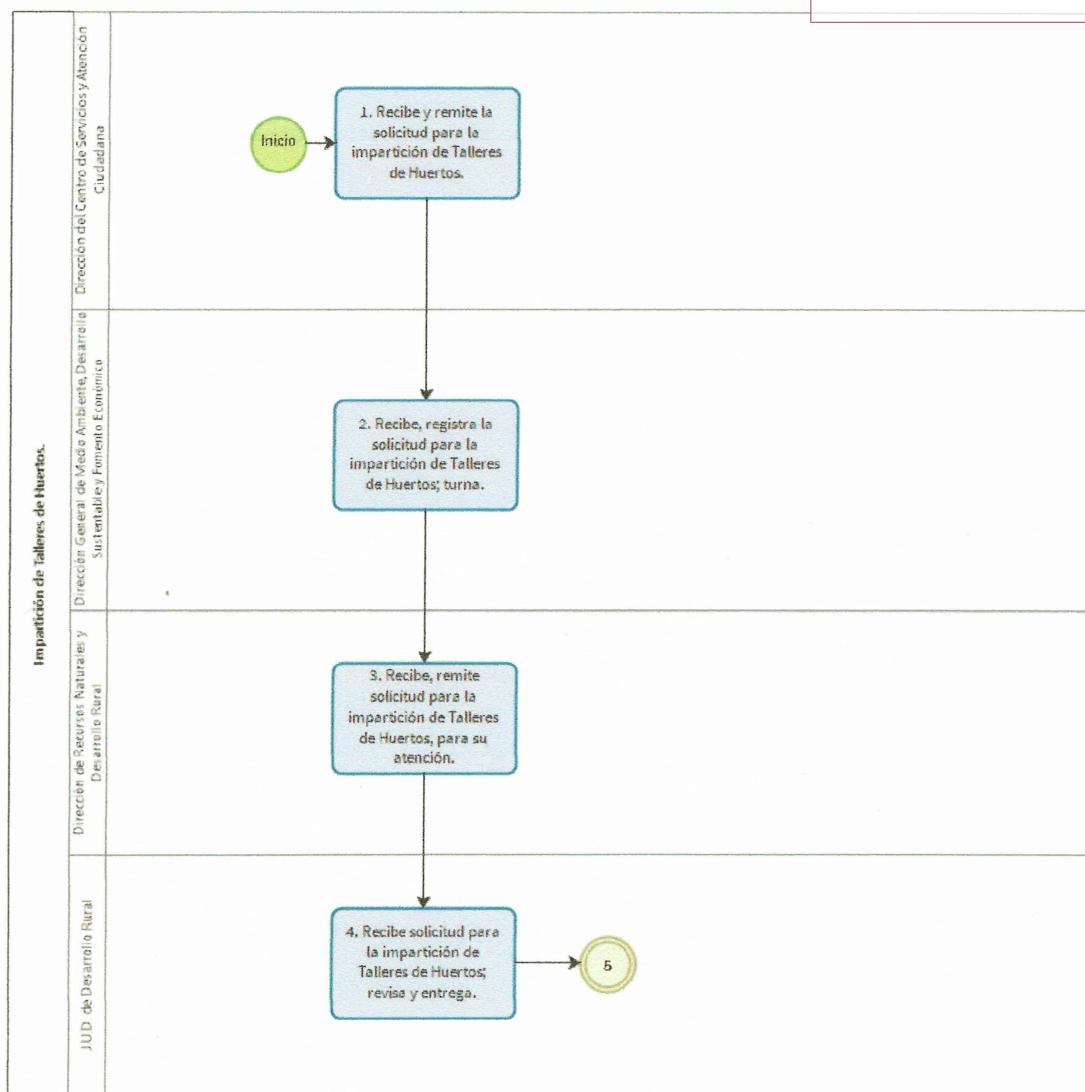 Impartición de Talleres de Huertos.
Dirección del Centro de Servicios y Atención
Ciudadana
Inicio
1. Recibe y remite la
solicitud para la
impartición de Talleres
de Huertos.
Dirección General de Medio Ambiente, Desarrollo
Sustentable y Fomento Económico
2. Recibe, registra la
solicitud para la
impartición de Talleres
de Huertos; turna.
Dirección de Recursos Naturales y
Desarrollo Rural
3. Recibe, remite
solicitud para la
impartición de Talleres
de Huertos, para su
atención.
JUD de Desarrollo Rural
4. Recibe solicitud para
la impartición de
Talleres de Huertos;
revisa y entrega.
5